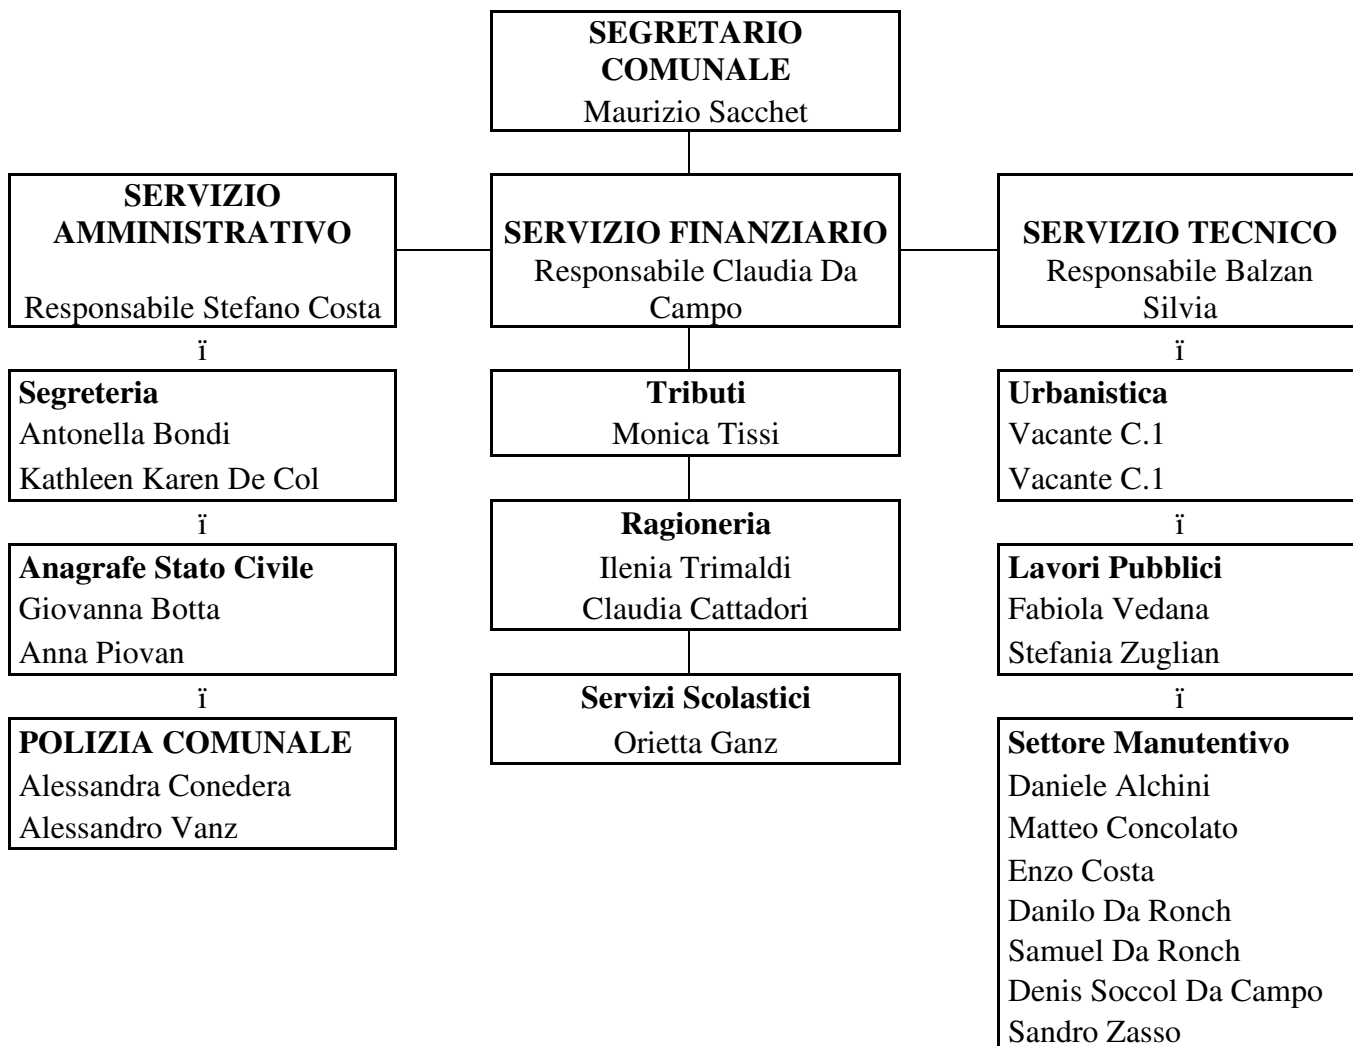 SEGRETARIO
COMUNALE
Maurizio Sacchet
SERVIZIO
AMMINISTRATIVO
Responsabile Stefano Costa
SERVIZIO FINANZIARIO
Responsabile Claudia Da
Campo
SERVIZIO TECNICO
Responsabile Balzan
Silvia
ï
Segreteria
Antonella Bondi
Kathleen Karen De Col
ï
Anagrafe Stato Civile
Giovanna Botta
Anna Piovan
ï
POLIZIA COMUNALE
Alessandra Conedera
Alessandro Vanz
Tributi
Monica Tissi
Ragioneria
Ilenia Trimaldi
Claudia Cattadori
Servizi Scolastici
Orietta Ganz
ï
Urbanistica
Vacante C.1
Vacante C.1
ï
Lavori Pubblici
Fabiola Vedana
Stefania Zuglian
ï
Settore Manutentivo
Daniele Alchini
Matteo Concolato
Enzo Costa
Danilo Da Ronch
Samuel Da Ronch
Denis Soccol Da Campo
Sandro Zasso